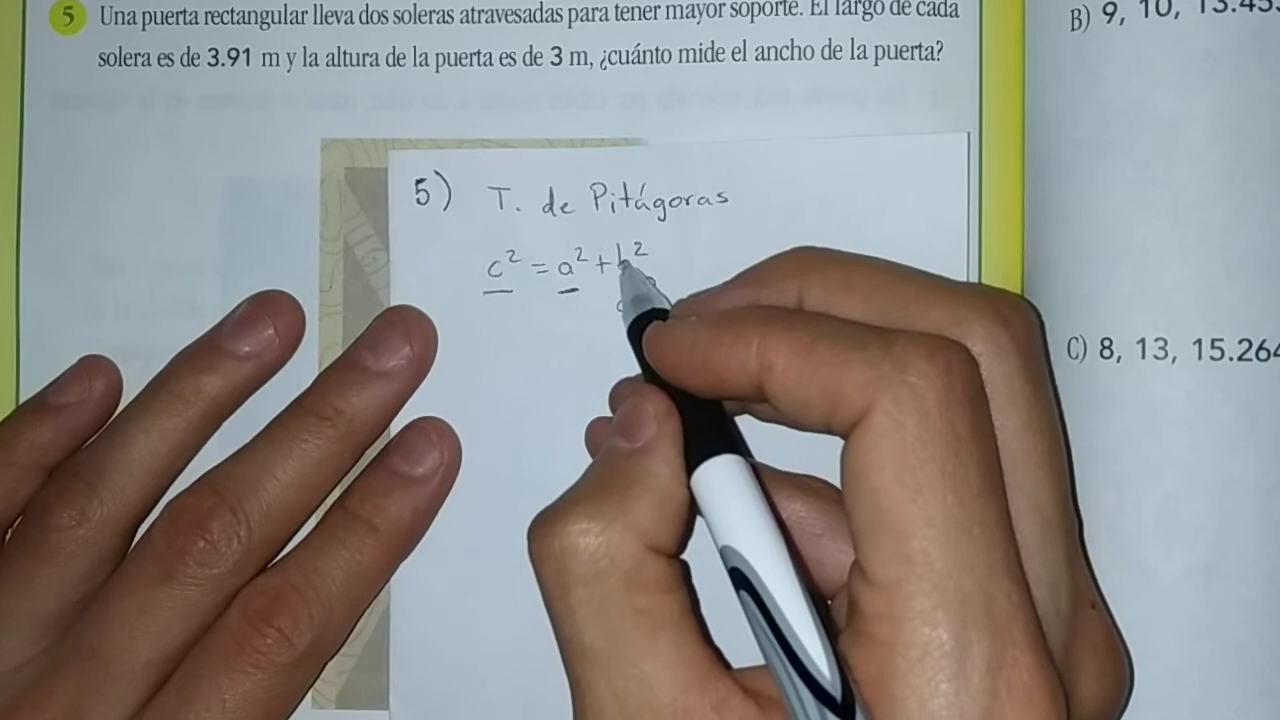 5 Una puerta rectangular lleva dos soleras atravesadas para tener mayor soporte. El largo de cada
solera es de 3.91 m y la altura de la puerta es de 3 m, ¿cuánto mide el ancho de la puerta?
5) T. de Pitágoras
c² = a² + b²
B) 9, 10,
C) 8, 13, 15.264